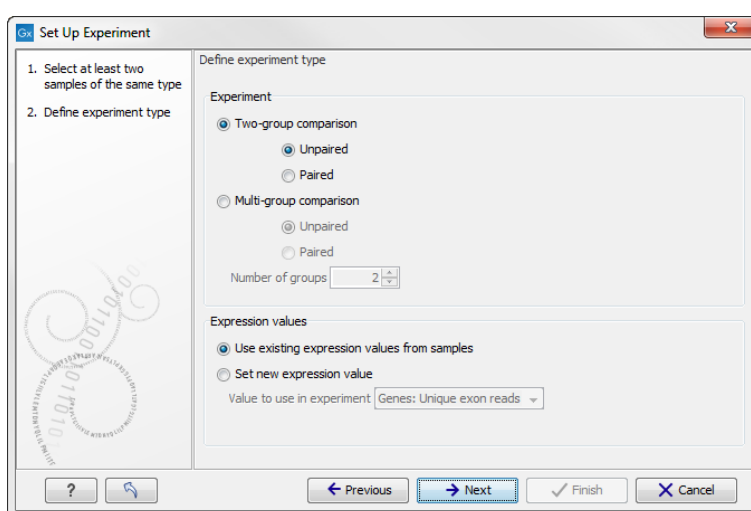 Gx Set Up Experiment
1. Select at least two
samples of the same type
2. Define experiment type
Define experiment type
Experiment
Two-group comparison
Unpaired
Paired
Multi-group comparison
Unpaired
Paired
Number of groups 2
Expression values
Use existing expression values from samples
Set new expression value
Value to use in experiment Genes: Unique exon reads
? Previous Next Finish Cancel